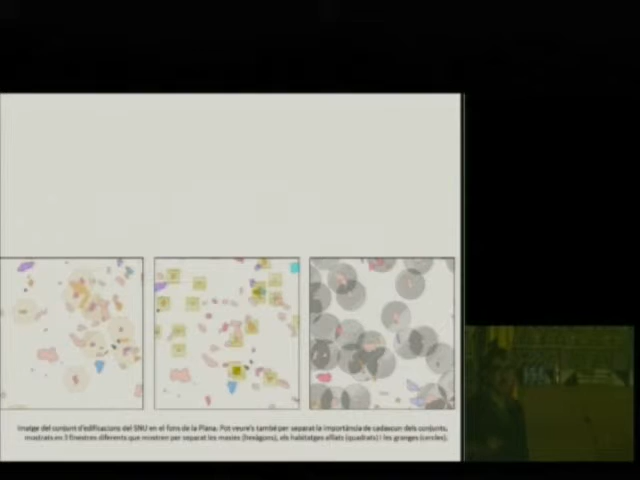 Imatge del conjunt d'edificacions del SNU en el fons de la Plana. Pot veure's també per separat la importància de cadascun dels conjunts,
mostrats en 3 finestres diferents que mostren per separat les masies (hexàgons), els habitatges aïllats (quadrats) i les granges (cercles).